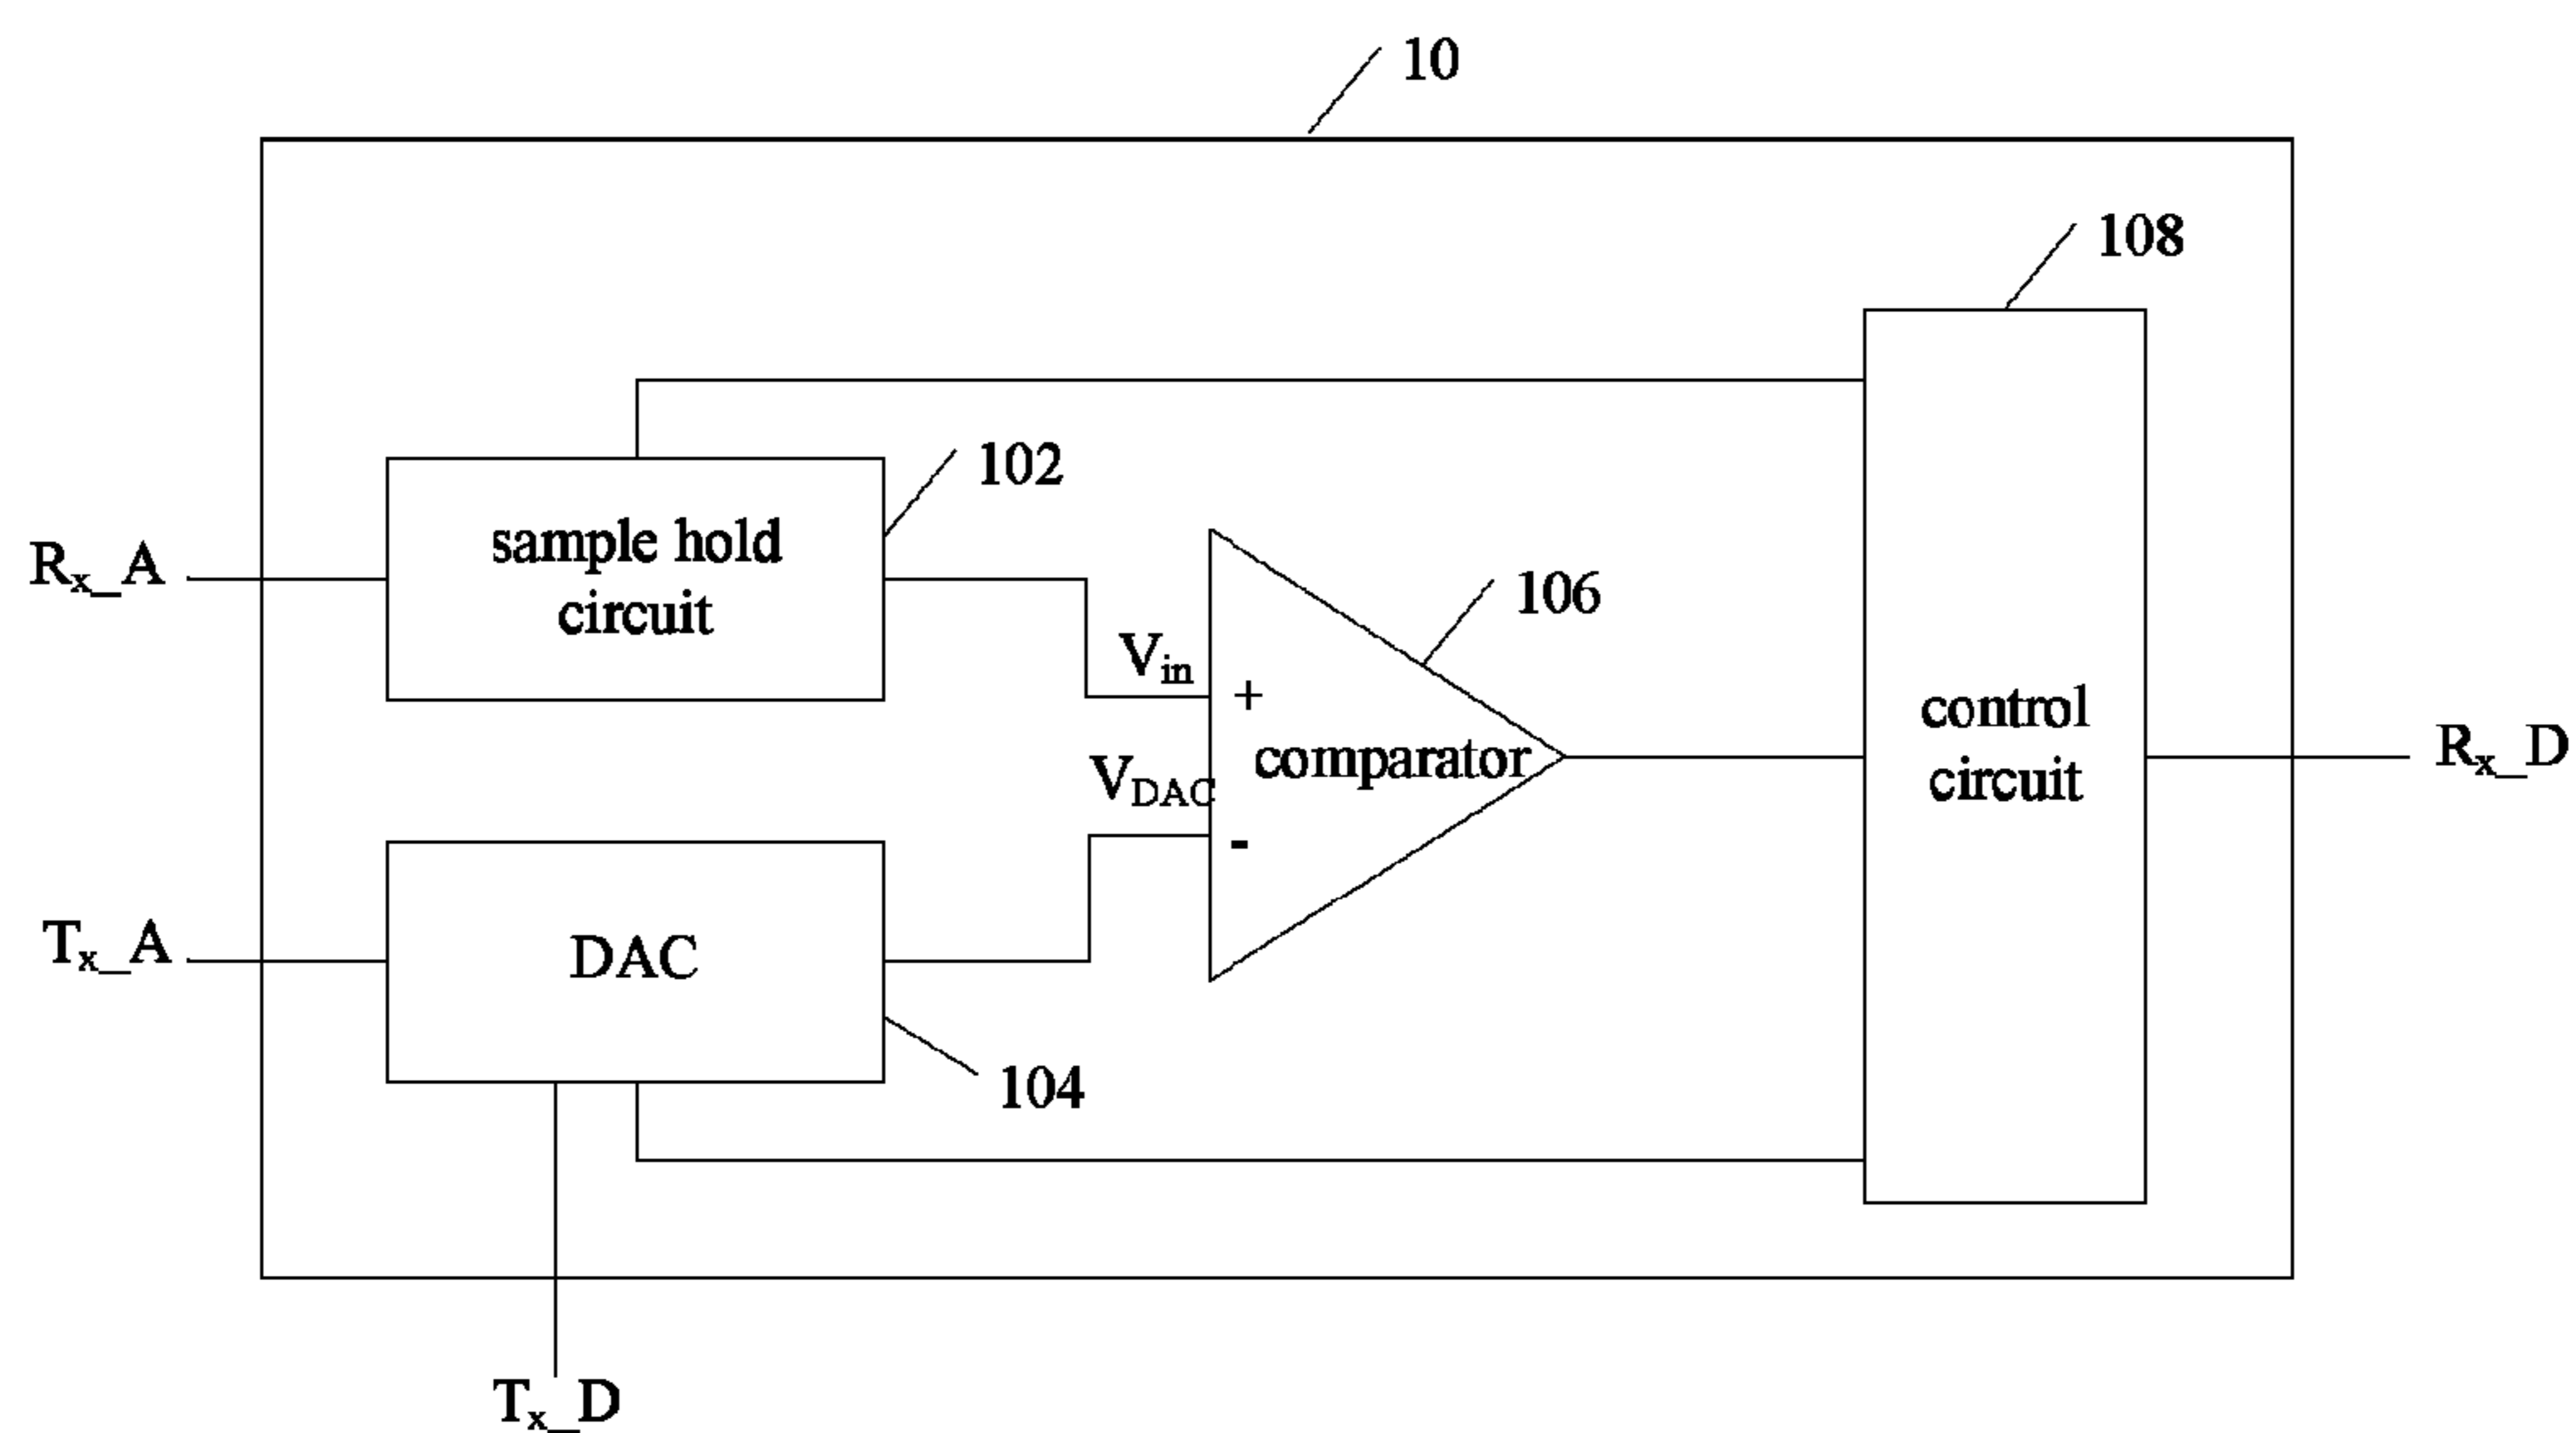 10
108
102
sample hold
circuit
Rx_A
106
Vin
+
control
circuit
comparator
Rx_D
VDAC
-
DAC
Tx_A
104
Tx_D